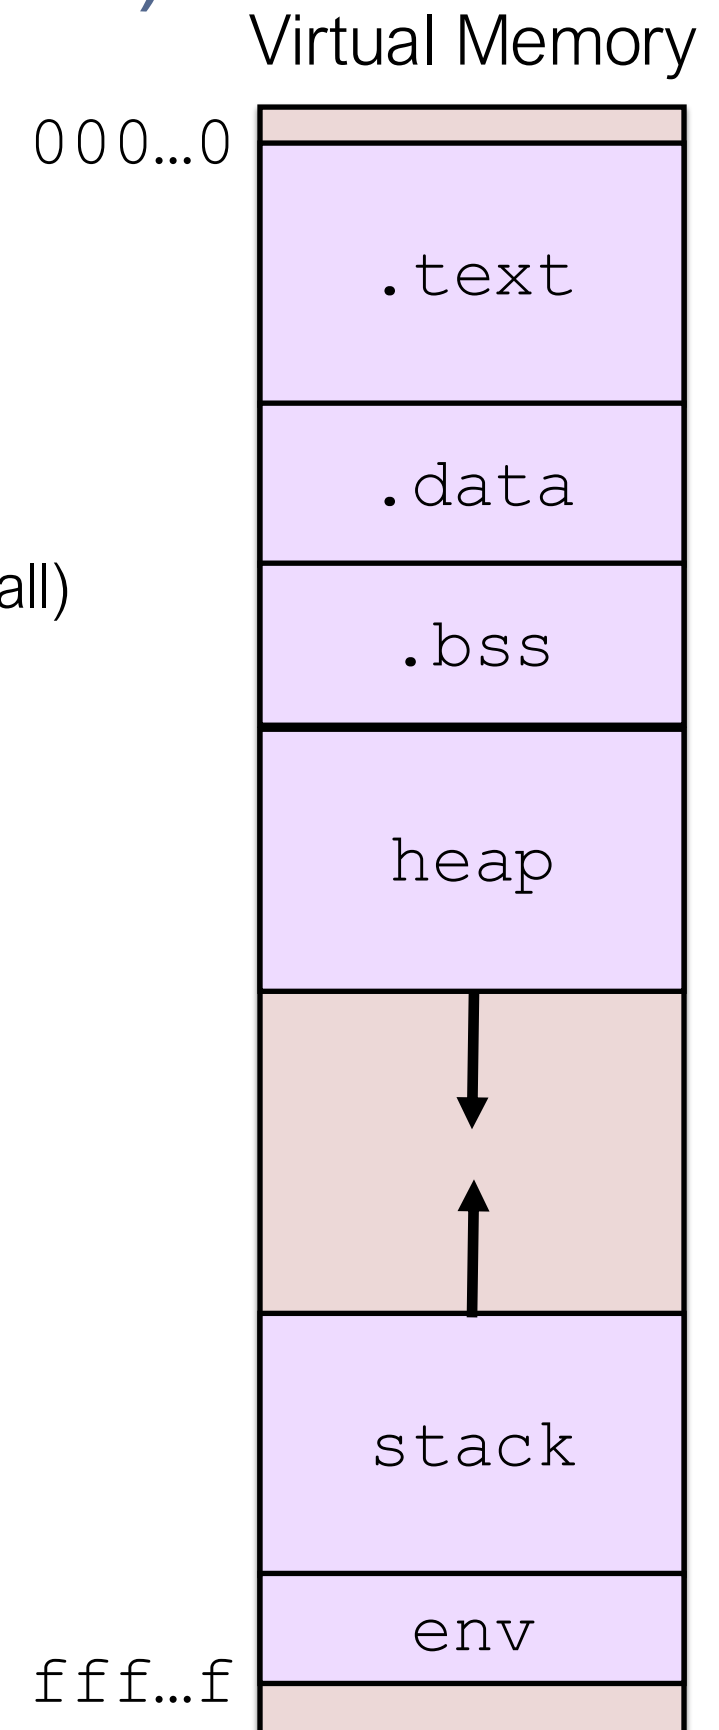 Virtual Memory
000…0
.text
.data
all)
.bss
heap
stack
env
fff…f